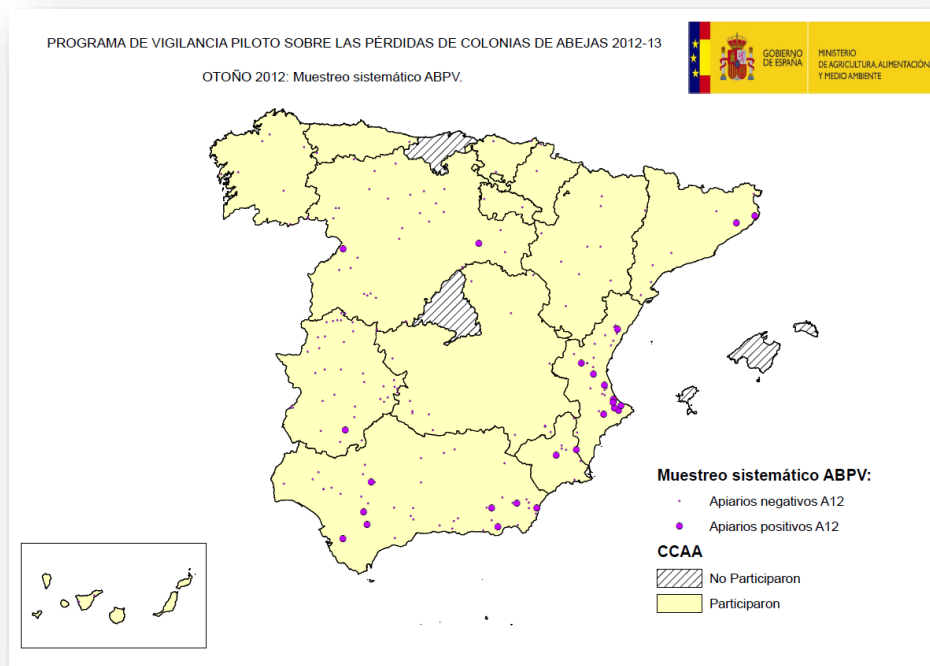 PROGRAMA DE VIGILANCIA PILOTO SOBRE LAS PÉRDIDAS DE COLONIAS DE ABEJAS 2012-13
OTOÑO 2012: Muestreo sistemático ABPV.
GOBIERNO
DE ESPAÑA
MINISTERIO
DE AGRICULTURA, ALIMENTACIÓN
Y MEDIO AMBIENTE
Muestreo sistemático ABPV:
Apiarios negativos A12
Apiarios positivos A12
CCAA
No Participaron
Participaron